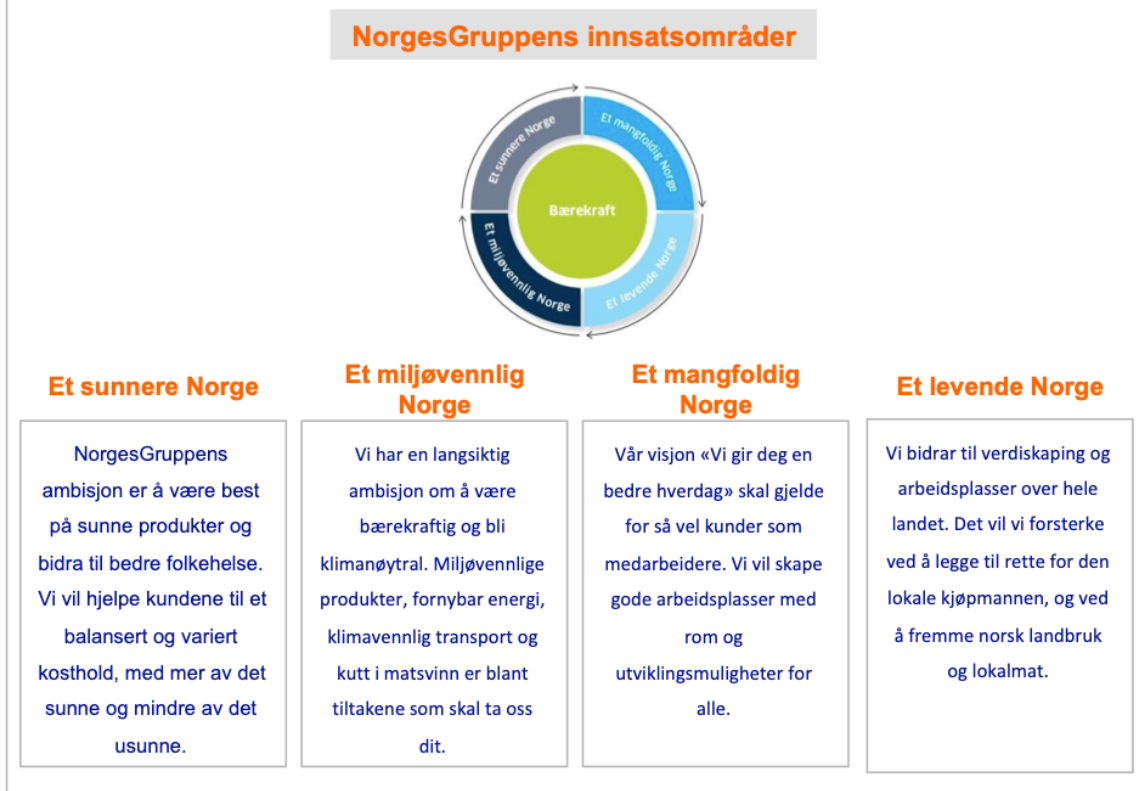 NorgesGruppens innsatsområder
Et sunnere Norge
Et mangfoldig Norge
Bærekraft
Et miljøvennlig Norge
Et levende Norge
Et sunnere Norge
NorgesGruppens
ambisjon er å være best
på sunne produkter og
bidra til bedre folkehelse.
Vi vil hjelpe kundene til et
balansert og variert
kosthold, med mer av det
sunne og mindre av det
usunne.
Et miljøvennlig
Norge
Vi har en langsiktig
ambisjon om å være
bærekraftig og bli
klimanøytral. Miljøvennlige
produkter, fornybar energi,
klimavennlig transport og
kutt i matsvinn er blant
tiltakene som skal ta oss
dit.
Et mangfoldig
Norge
Vår visjon «Vi gir deg en
bedre hverdag» skal gjelde
for så vel kunder som
medarbeidere. Vi vil skape
gode arbeidsplasser med
rom og
utviklingsmuligheter for
alle.
Et levende Norge
Vi bidrar til verdiskaping og
arbeidsplasser over hele
landet. Det vil vi forsterke
ved å legge til rette for den
lokale kjøpmannen, og ved
å fremme norsk landbruk
og lokalmat.